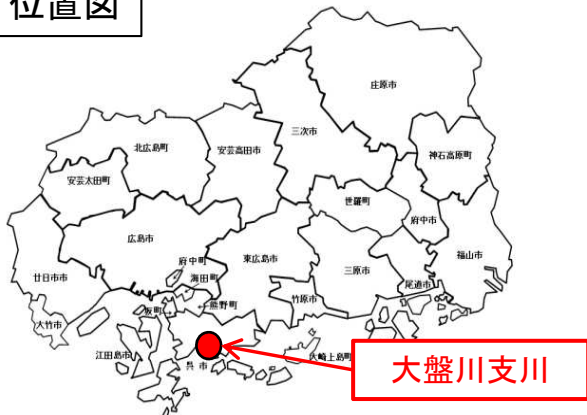 位置図
庄原市
三次市
北広島町
安芸高田市
神石高原町
安芸太田町
世羅町
府中市
広島市
東広島市
三原市
福山市
府中町
廿日市市
海田町
尾道市
熊野町
竹原市
坂町
大竹市
江田島市
大崎上島町
呉市
大盤川支川